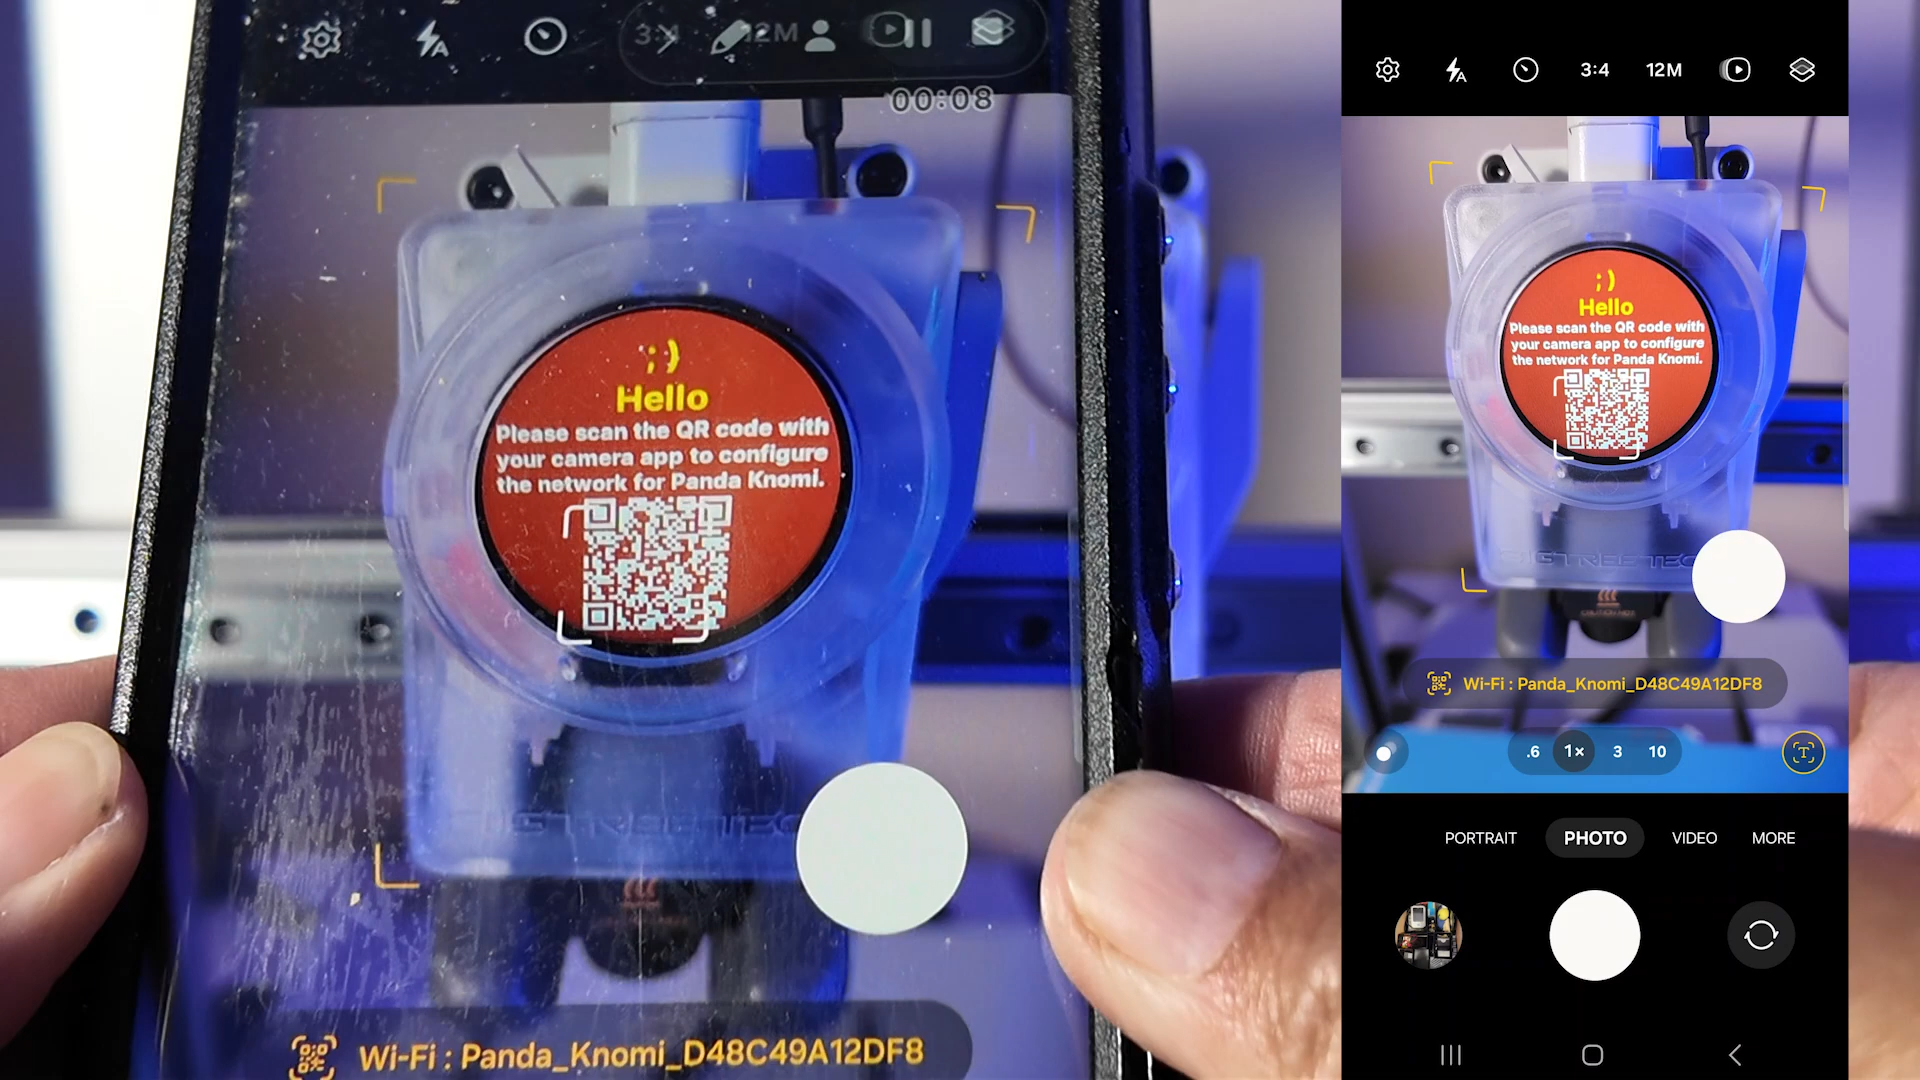 00:08
;)
Hello
Please scan the QR code with
your camera app to configure
the network for Panda Knomi.
Wi-Fi : Panda_Knomi_D48C49A12DF8
3:4
12M
;)
Hello
Please scan the QR code with
your camera app to configure
the network for Panda Knomi.
BIGTREETEC
Wi-Fi : Panda_Knomi_D48C49A12DF8
.6 1x 3 10
T
PORTRAIT PHOTO VIDEO MORE